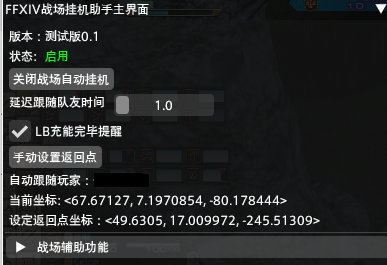 FFXIV战场挂机助手主界面
版本：测试版0.1
状态：启用
关闭战场自动挂机
延迟跟随队友时间 1.0
LB充能完毕提醒
手动设置返回点
自动跟随玩家：
当前坐标: <67.67127, 7.1970854, -80.178444>
设定返回点坐标：<49.6305, 17.009972, -245.51309>
战场辅助功能